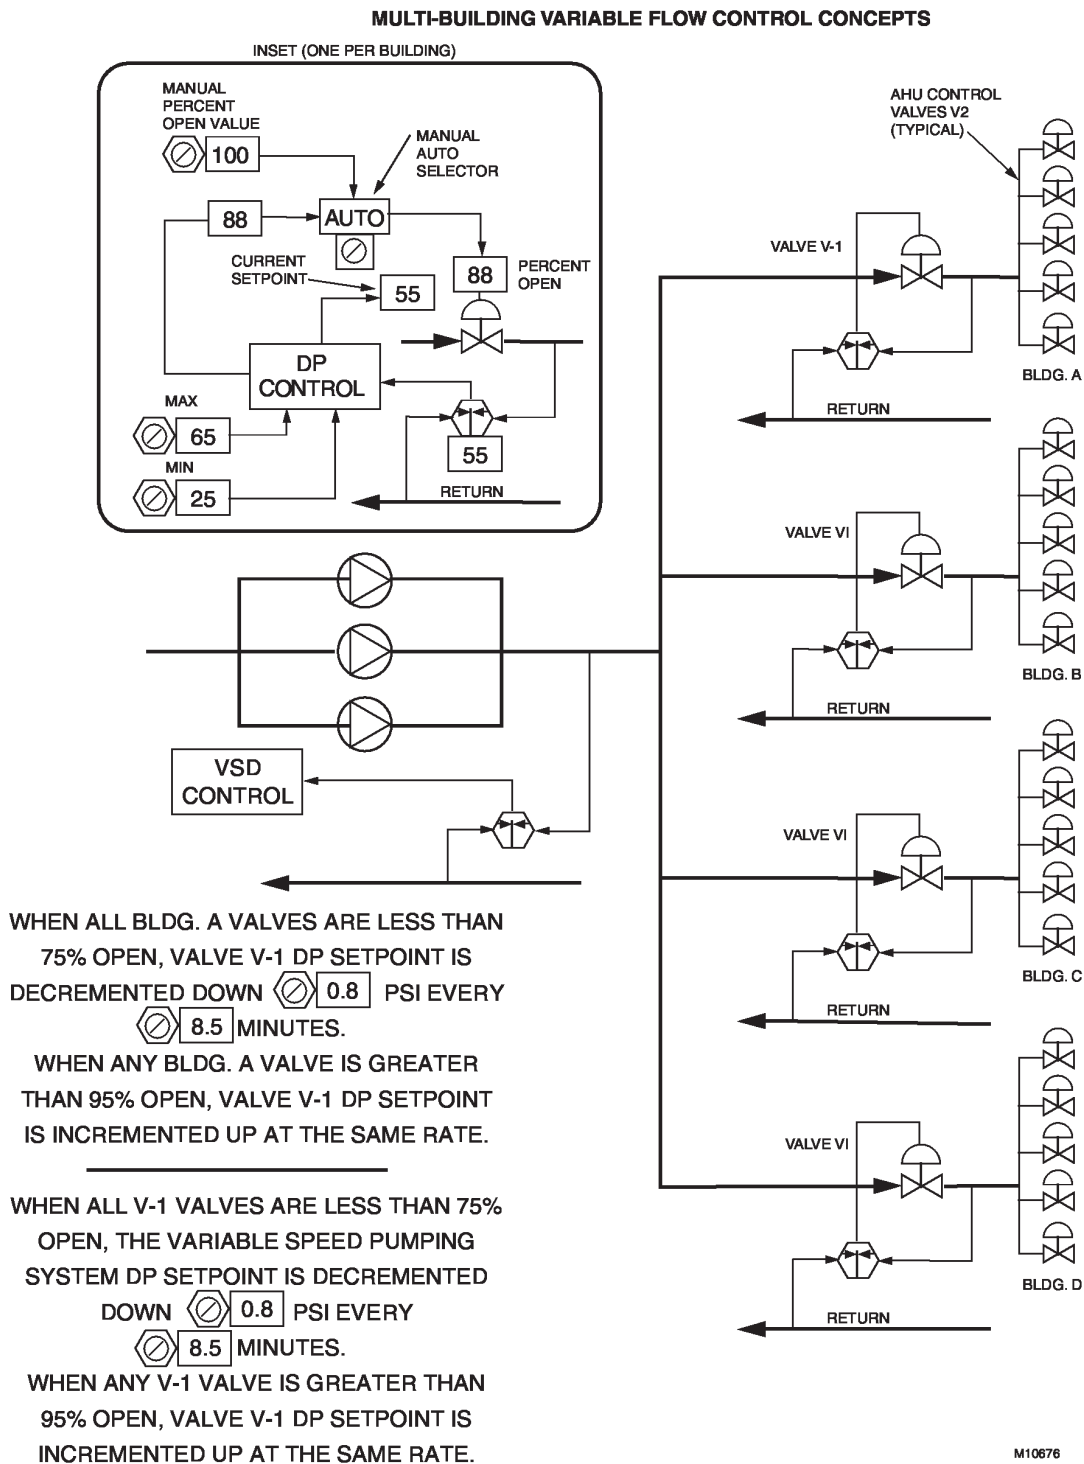 MULTI-BUILDING VARIABLE FLOW CONTROL CONCEPTS
INSET (ONE PER BUILDING)
MANUAL
PERCENT
OPEN VALUE
100
MANUAL
AUTO
SELECTOR
88
AUTO
CURRENT
SETPOINT
55
88
PERCENT
OPEN
DP
CONTROL
MAX
65
MIN
25
55
RETURN
AHU CONTROL
VALVES V2
(TYPICAL)
VALVE V-1
BLDG. A
RETURN
VALVE VI
BLDG. B
RETURN
VALVE VI
BLDG. C
RETURN
VALVE VI
BLDG. D
RETURN
VSD
CONTROL
WHEN ALL BLDG. A VALVES ARE LESS THAN
75% OPEN, VALVE V-1 DP SETPOINT IS
DECREMENTED DOWN 0.8 PSI EVERY
8.5 MINUTES.
WHEN ANY BLDG. A VALVE IS GREATER
THAN 95% OPEN, VALVE V-1 DP SETPOINT
IS INCREMENTED UP AT THE SAME RATE.
WHEN ALL V-1 VALVES ARE LESS THAN 75%
OPEN, THE VARIABLE SPEED PUMPING
SYSTEM DP SETPOINT IS DECREMENTED
DOWN 0.8 PSI EVERY
8.5 MINUTES.
WHEN ANY V-1 VALVE IS GREATER THAN
95% OPEN, VALVE V-1 DP SETPOINT IS
INCREMENTED UP AT THE SAME RATE.
M10676